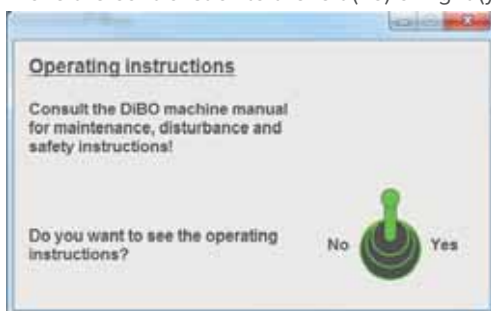 Operating instructions
Consult the DiBO machine manual
for maintenance, disturbance and
safety instructions!
Do you want to see the operating
instructions?
No
Yes